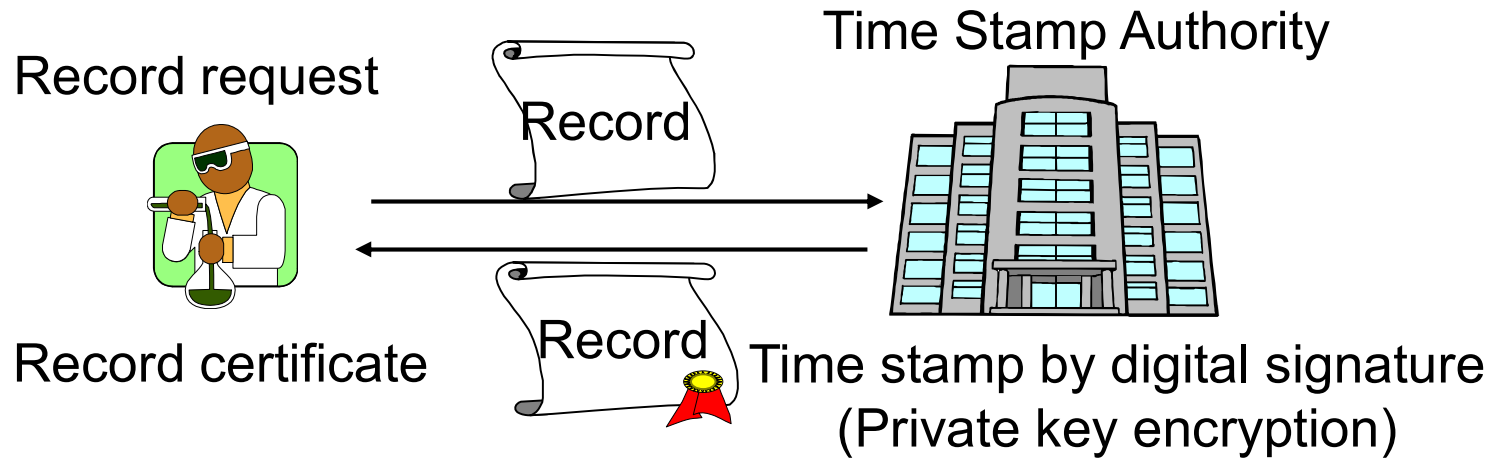 Time Stamp Authority
Record request
Record
Record
Record certificate
Time stamp by digital signature
(Private key encryption)